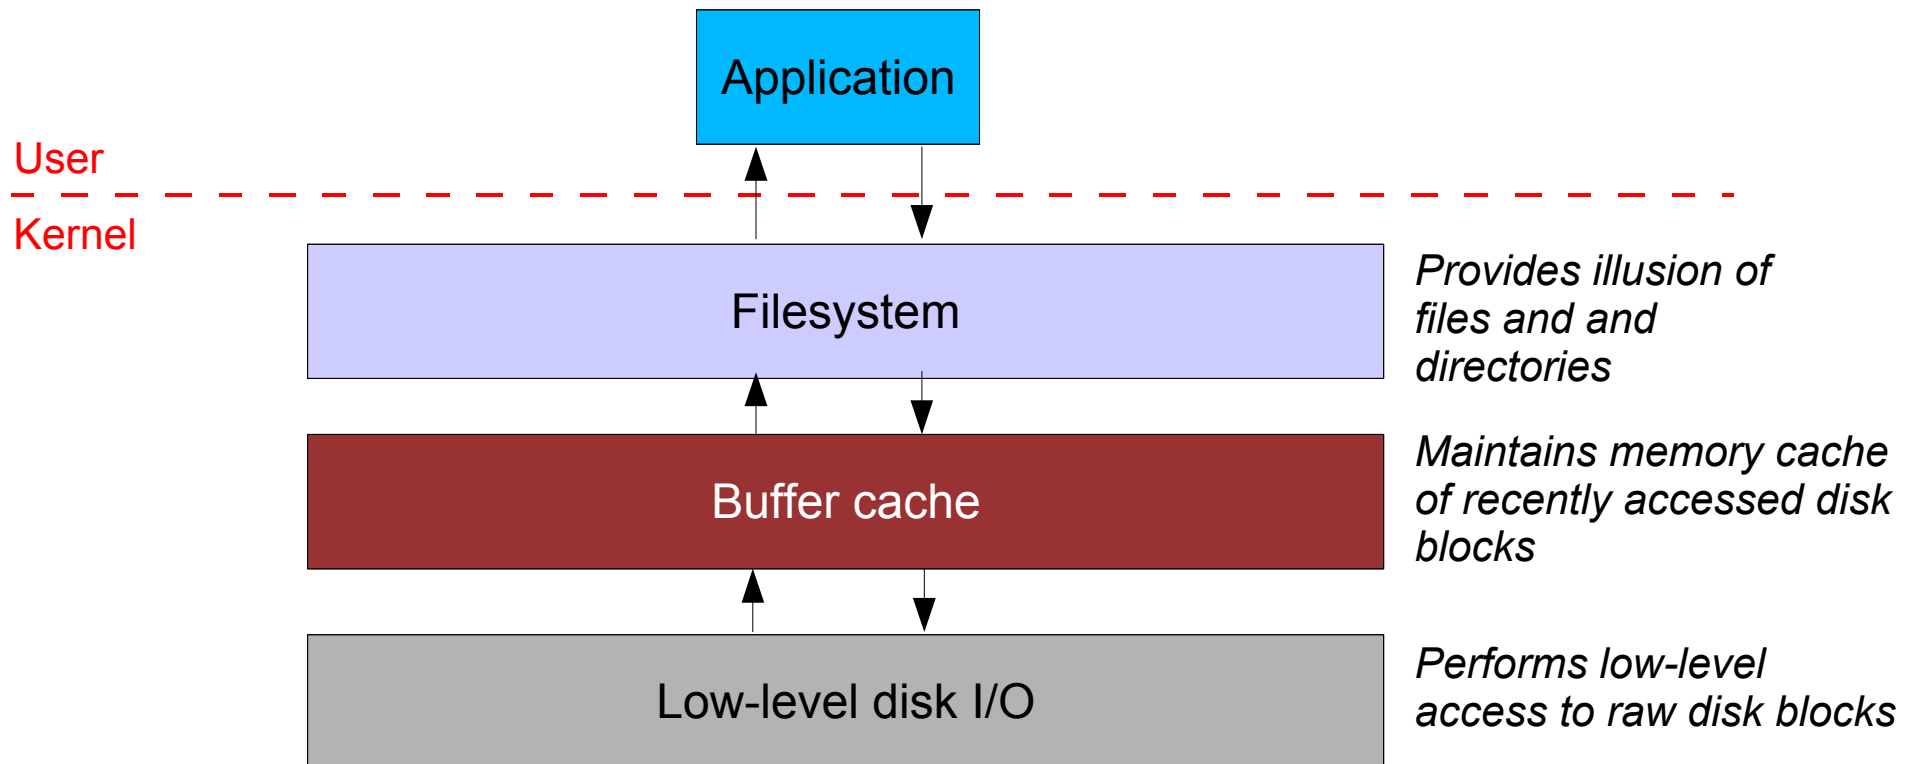 Application
User
Kernel
Filesystem
Provides illusion of
files and and
directories
Buffer cache
Maintains memory cache
of recently accessed disk
blocks
Low-level disk I/O
Performs low-level
access to raw disk blocks